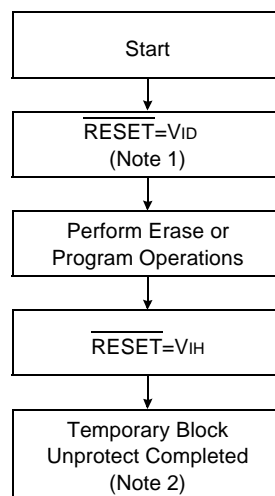 Start
RESET=VID
(Note 1)
Perform Erase or
Program Operations
RESET=VIH
Temporary Block
Unprotect Completed
(Note 2)